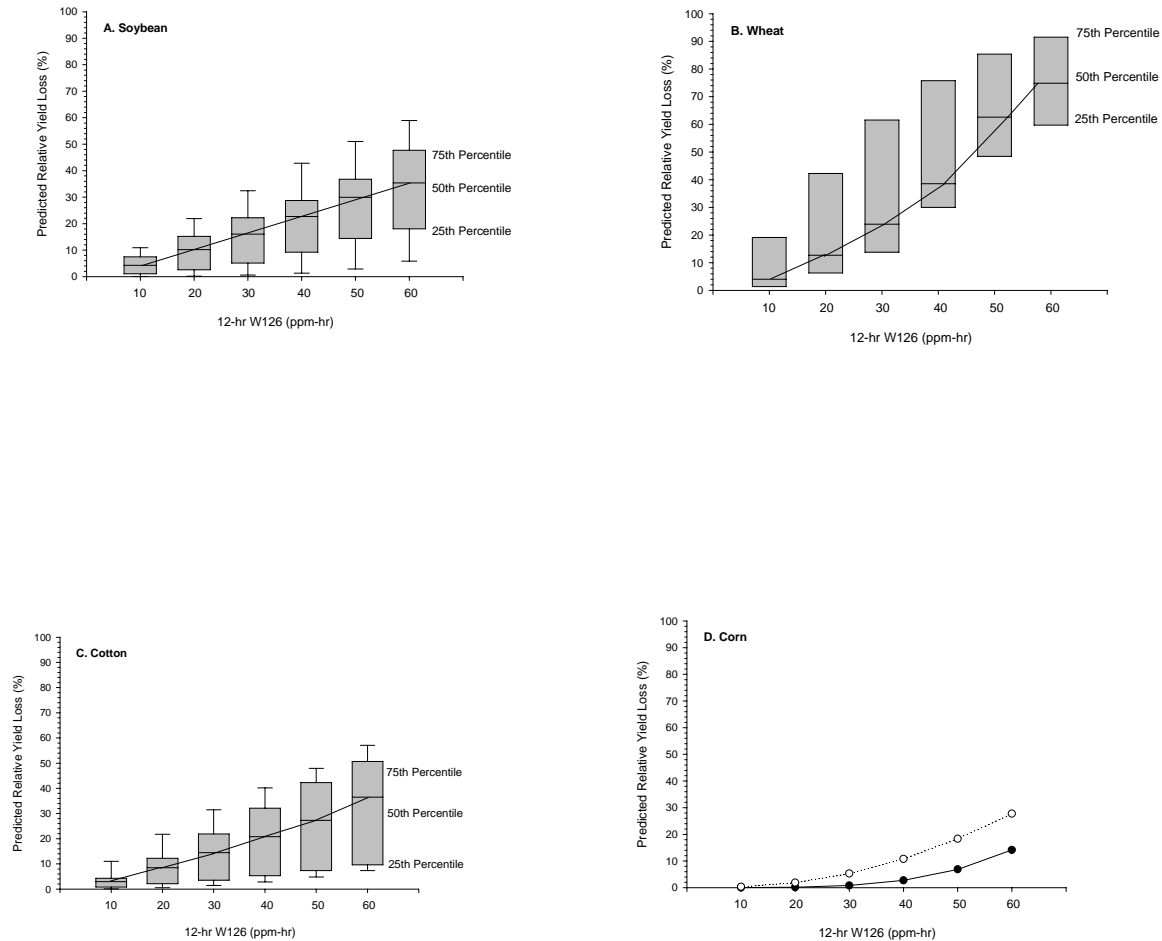 A. Soybean
Predicted Relative Yield Loss (%)
100
90
80
70
60
50
40
30
20
10
0
75th Percentile
50th Percentile
25th Percentile
10 20 30 40 50 60
12-hr W126 (ppm-hr)
B. Wheat
Predicted Relative Yield Loss (%)
100
90
80
70
60
50
40
30
20
10
0
75th Percentile
50th Percentile
25th Percentile
10 20 30 40 50 60
12-hr W126 (ppm-hr)
C. Cotton
Predicted Relative Yield Loss (%)
100
90
80
70
60
50
40
30
20
10
0
75th Percentile
50th Percentile
25th Percentile
10 20 30 40 50 60
12-hr W126 (ppm-hr)
D. Corn
Predicted Relative Yield Loss (%)
100
90
80
70
60
50
40
30
20
10
0
10 20 30 40 50 60
12-hr W126 (ppm-hr)